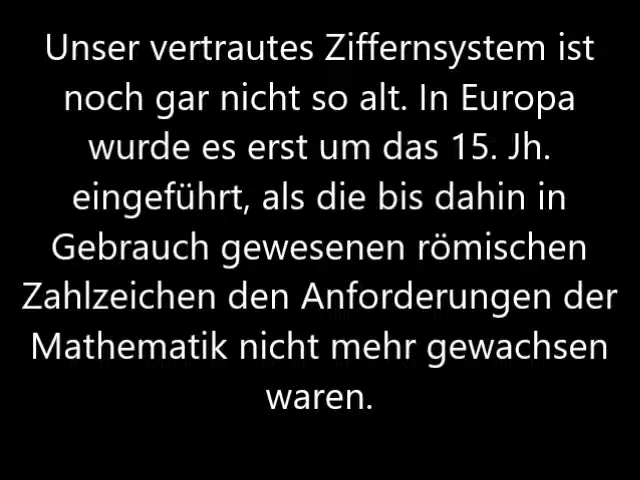 Unser vertrautes Ziffernsystem ist
noch gar nicht so alt. In Europa
wurde es erst um das 15. Jh.
eingeführt, als die bis dahin in
Gebrauch gewesenen römischen
Zahlzeichen den Anforderungen der
Mathematik nicht mehr gewachsen
waren.